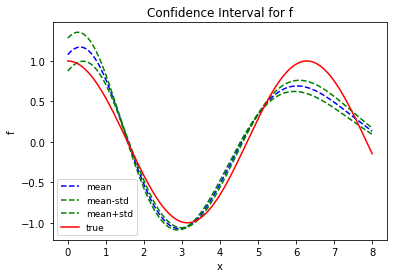 Confidence Interval for f
f
1.0
0.5
0.0
−0.5
−1.0
mean
mean-std
mean+std
true
0 1 2 3 4 5 6 7 8
x